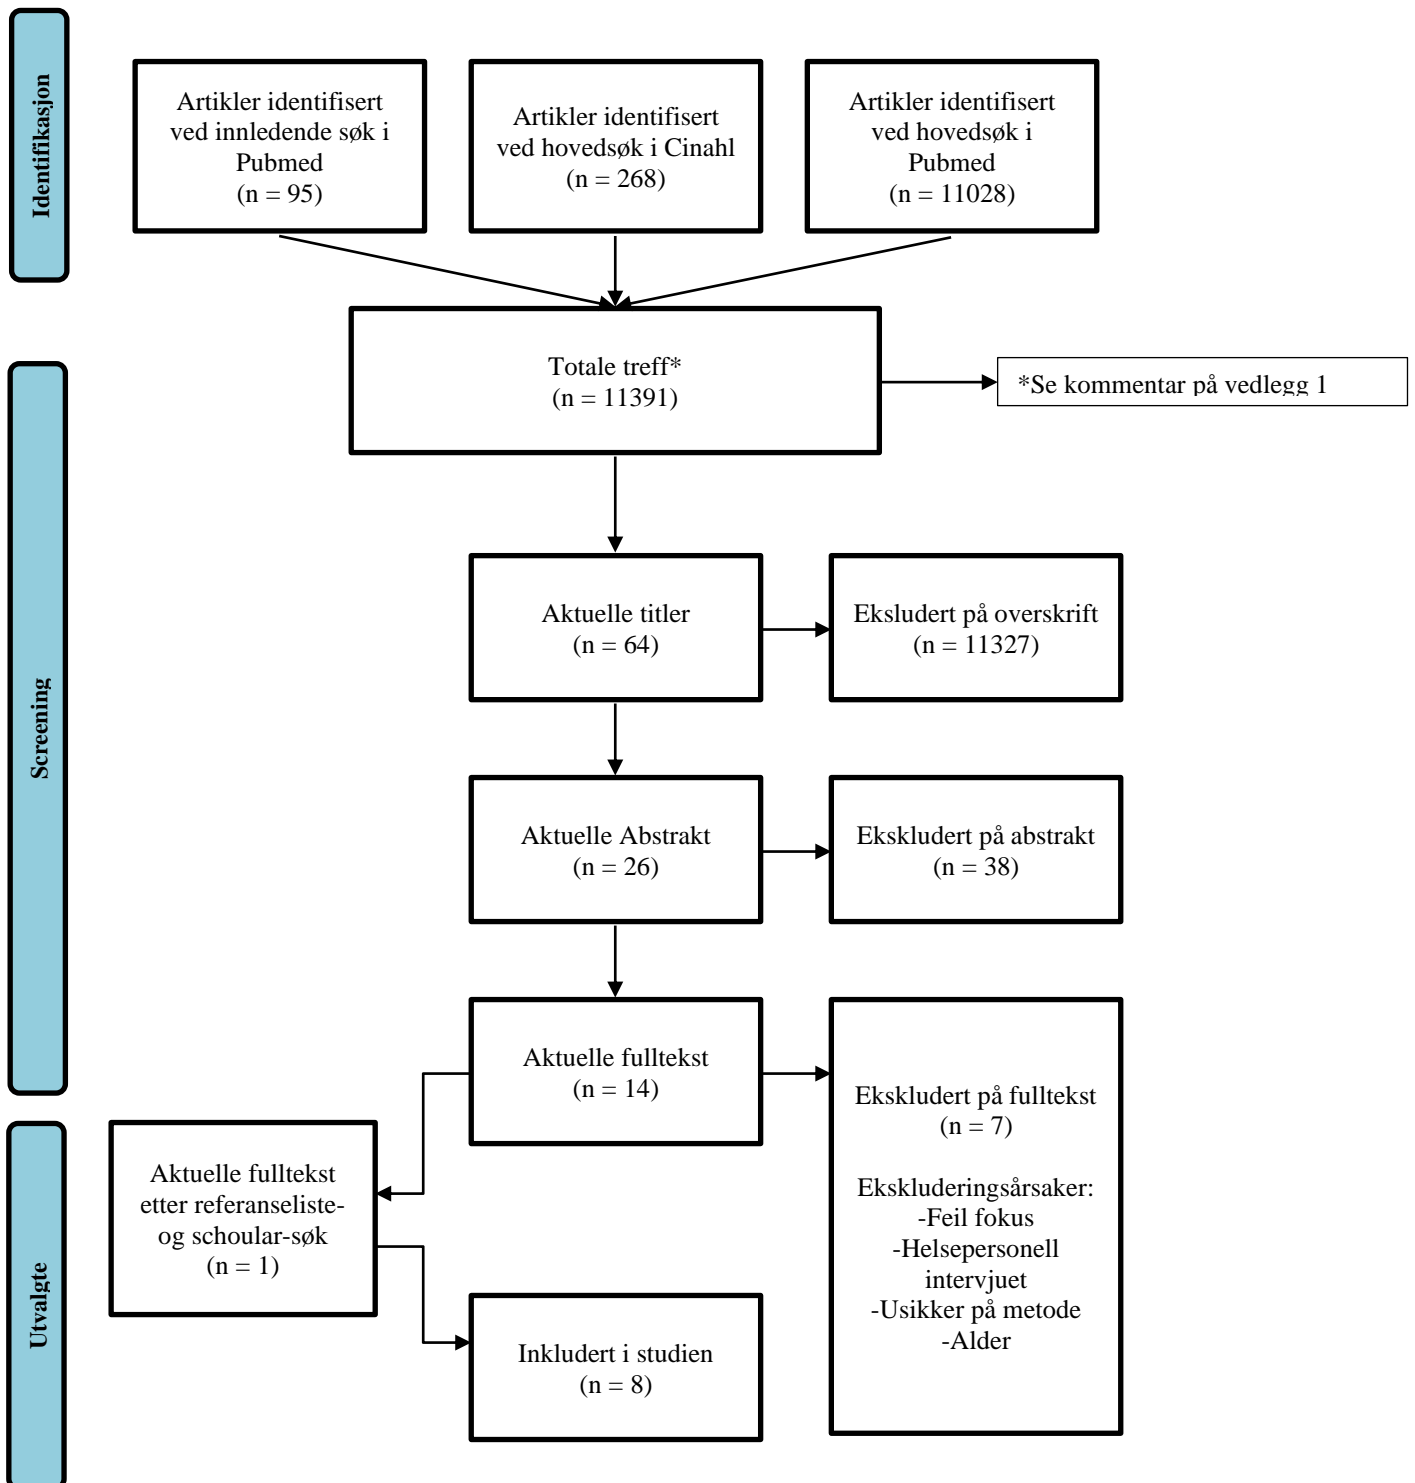 Identifikasjon
Artikler identifisert
ved innledende søk i
Pubmed
(n = 95)
Artikler identifisert
ved hovedsøk i Cinahl
(n = 268)
Artikler identifisert
ved hovedsøk i
Pubmed
(n = 11028)
Totale treff*
(n = 11391)
*Se kommentar på vedlegg 1
Screening
Aktuelle titler
(n = 64)
Eksludert på overskrift
(n = 11327)
Aktuelle Abstrakt
(n = 26)
Ekskludert på abstrakt
(n = 38)
Aktuelle fulltekst
(n = 14)
Ekskludert på fulltekst
(n = 7)
Ekskluderingsårsaker:
-Feil fokus
-Helsepersonell
intervjuet
-Usikker på metode
-Alder
Utvalgte
Aktuelle fulltekst
etter referanseliste-
og schoular-søk
(n = 1)
Inkludert i studien
(n = 8)